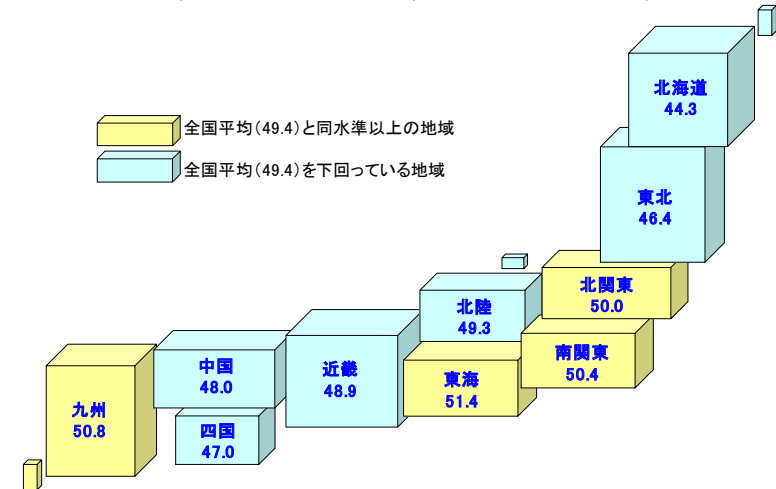 北海道
44.3
全国平均(49.4)と同水準以上の地域
全国平均(49.4)を下回っている地域
東北
46.4
北関東
50.0
北陸
49.3
南関東
50.4
中国
48.0
近畿
48.9
東海
51.4
九州
50.8
四国
47.0